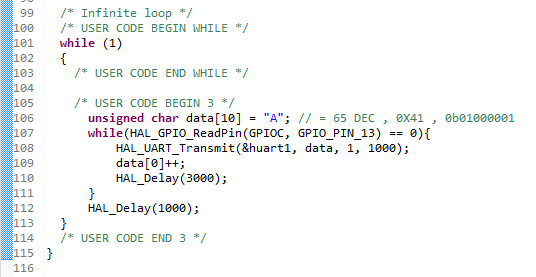 99 /* Infinite loop */
100 /* USER CODE BEGIN WHILE */
101 while (1)
102 {
103 /* USER CODE END WHILE */
104
105 /* USER CODE BEGIN 3 */
106 unsigned char data[10] = "A"; // = 65 DEC , 0X41 , 0b01000001
107 while(HAL_GPIO_ReadPin(GPIOC, GPIO_PIN_13) == 0){
108 HAL_UART_Transmit(&huart1, data, 1, 1000);
109 data[0]++;
110 HAL_Delay(3000);
111 }
112 HAL_Delay(1000);
113 }
114 /* USER CODE END 3 */
115 }
116